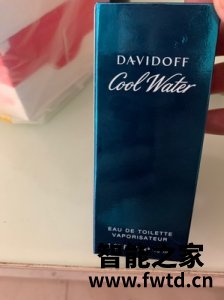 DAVIDOFF
Cool Water
EAU DE TOILETTE
VAPORISATEUR
智能之家
www.fwtd.cn